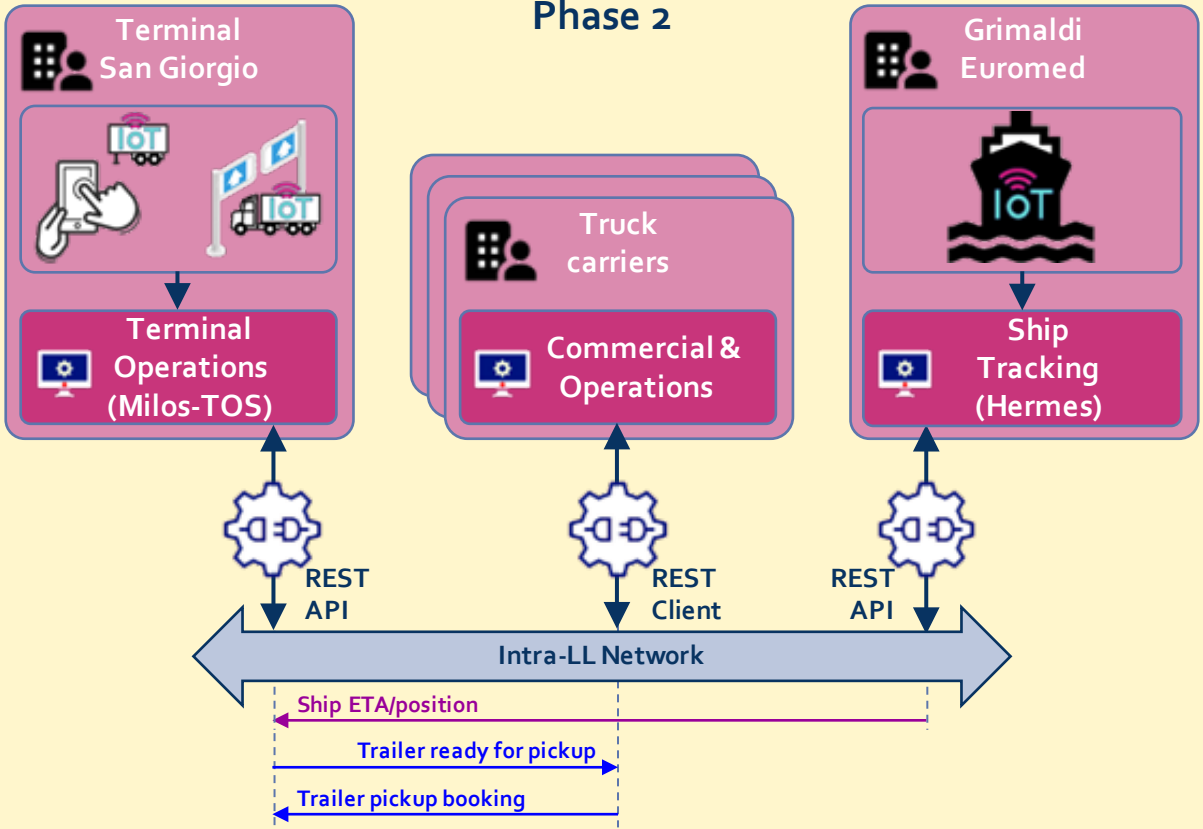 Phase 2
Terminal
San Giorgio
IoT
IoT
Terminal
Operations
(Milos-TOS)
Truck
carriers
Commercial &
Operations
Grimaldi
Euromed
IoT
Ship
Tracking
(Hermes)
REST
API
REST
Client
REST
API
Intra-LL Network
Ship ETA/position
Trailer ready for pickup
Trailer pickup booking